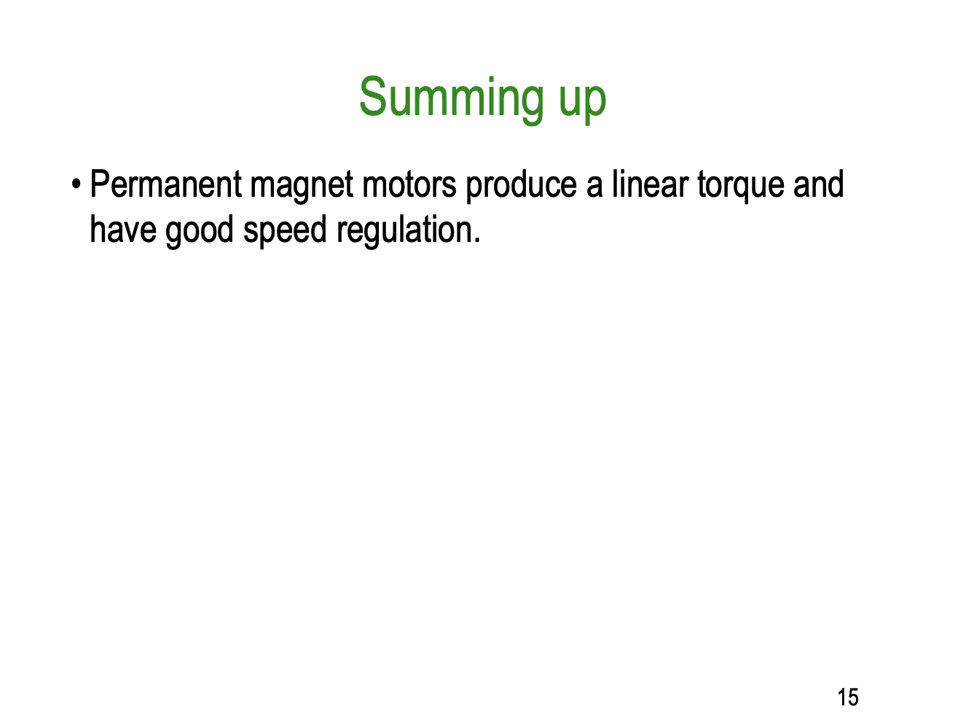 Summing up
• Permanent magnet motors produce a linear torque and
have good speed regulation.
15